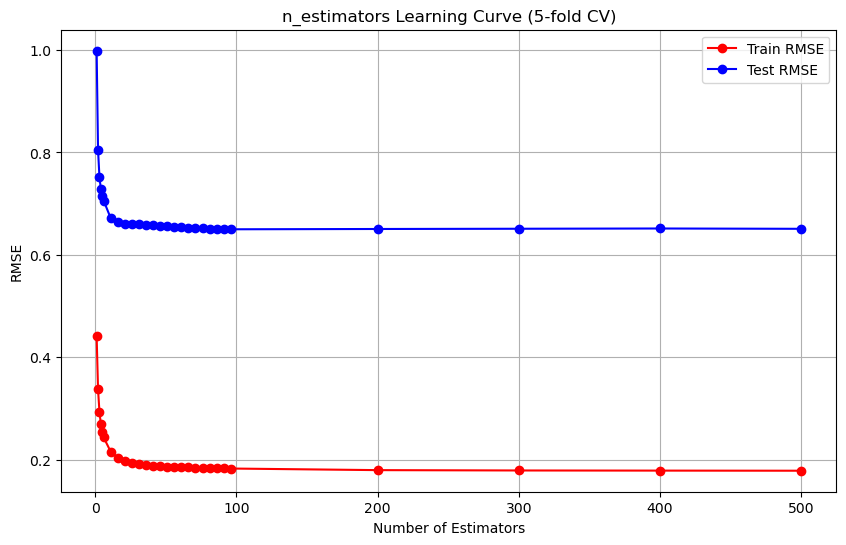 n_estimators Learning Curve (5-fold CV)
Train RMSE
Test RMSE
1.0
0.8
0.6
0.4
0.2
RMSE
0
100
200
300
400
500
Number of Estimators